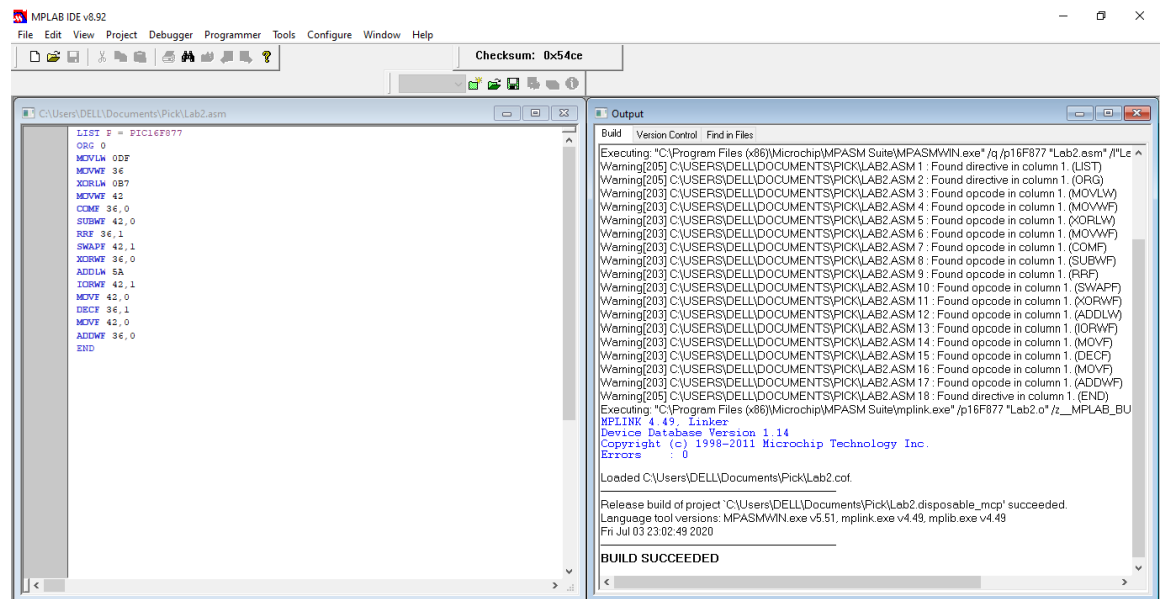 MPLAB IDE v8.92
File Edit View Project Debugger Programmer Tools Configure Window Help
Checksum: 0x54ce
C:\Users\DELL\Documents\Pick\Lab2.asm
LIST P = PIC16F877
ORG 0
MOVLW 0DF
MOVWF 36
XORLW 0B7
MOVWF 42
COMF 36,0
SUBWF 42,0
RRF 36,1
SWAPF 42,1
XORWF 36,0
ADDLW 5A
IORWF 42,1
MOVF 42,0
DECF 36,1
MOVF 42,0
ADDWF 36,0
END
Output
Build Version Control Find in Files
Executing: "C:\Program Files (x86)\Microchip\MPASM Suite\MPASMWIN.exe" /q /p16F877 "Lab2.asm" /l"Le
Warning[205] C:\USERS\DELL\DOCUMENTS\PICK\LAB2.ASM 1 : Found directive in column 1. (LIST)
Warning[205] C:\USERS\DELL\DOCUMENTS\PICK\LAB2.ASM 2 : Found directive in column 1. (ORG)
Warning[203] C:\USERS\DELL\DOCUMENTS\PICK\LAB2.ASM 3 : Found opcode in column 1. (MOVLW)
Warning[203] C:\USERS\DELL\DOCUMENTS\PICK\LAB2.ASM 4 : Found opcode in column 1. (MOVWF)
Warning[203] C:\USERS\DELL\DOCUMENTS\PICK\LAB2.ASM 5 : Found opcode in column 1. (XORLW)
Warning[203] C:\USERS\DELL\DOCUMENTS\PICK\LAB2.ASM 6 : Found opcode in column 1. (MOVWF)
Warning[203] C:\USERS\DELL\DOCUMENTS\PICK\LAB2.ASM 7 : Found opcode in column 1. (COMF)
Warning[203] C:\USERS\DELL\DOCUMENTS\PICK\LAB2.ASM 8 : Found opcode in column 1. (SUBWF)
Warning[203] C:\USERS\DELL\DOCUMENTS\PICK\LAB2.ASM 9 : Found opcode in column 1. (RRF)
Warning[203] C:\USERS\DELL\DOCUMENTS\PICK\LAB2.ASM 10 : Found opcode in column 1. (SWAPF)
Warning[203] C:\USERS\DELL\DOCUMENTS\PICK\LAB2.ASM 11 : Found opcode in column 1. (XORWF)
Warning[203] C:\USERS\DELL\DOCUMENTS\PICK\LAB2.ASM 12 : Found opcode in column 1. (ADDLW)
Warning[203] C:\USERS\DELL\DOCUMENTS\PICK\LAB2.ASM 13 : Found opcode in column 1. (IORWF)
Warning[203] C:\USERS\DELL\DOCUMENTS\PICK\LAB2.ASM 14 : Found opcode in column 1. (MOVF)
Warning[203] C:\USERS\DELL\DOCUMENTS\PICK\LAB2.ASM 15 : Found opcode in column 1. (DECF)
Warning[203] C:\USERS\DELL\DOCUMENTS\PICK\LAB2.ASM 16 : Found opcode in column 1. (MOVF)
Warning[203] C:\USERS\DELL\DOCUMENTS\PICK\LAB2.ASM 17 : Found opcode in column 1. (ADDWF)
Warning[205] C:\USERS\DELL\DOCUMENTS\PICK\LAB2.ASM 18 : Found directive in column 1. (END)
Executing: "C:\Program Files (x86)\Microchip\MPASM Suite\mplink.exe" /p16F877 "Lab2.o" /z__MPLAB_BU
MPLINK 4.49, Linker
Device Database Version 1.14
Copyright (c) 1998-2011 Microchip Technology Inc.
Errors : 0
Loaded C:\Users\DELL\Documents\Pick\Lab2.cof.
Release build of project `C:\Users\DELL\Documents\Pick\Lab2.disposable_mcp' succeeded.
Language tool versions: MPASMWIN.exe v5.51, mplink.exe v4.49, mplib.exe v4.49
Fri Jul 03 23:02:49 2020
BUILD SUCCEEDED